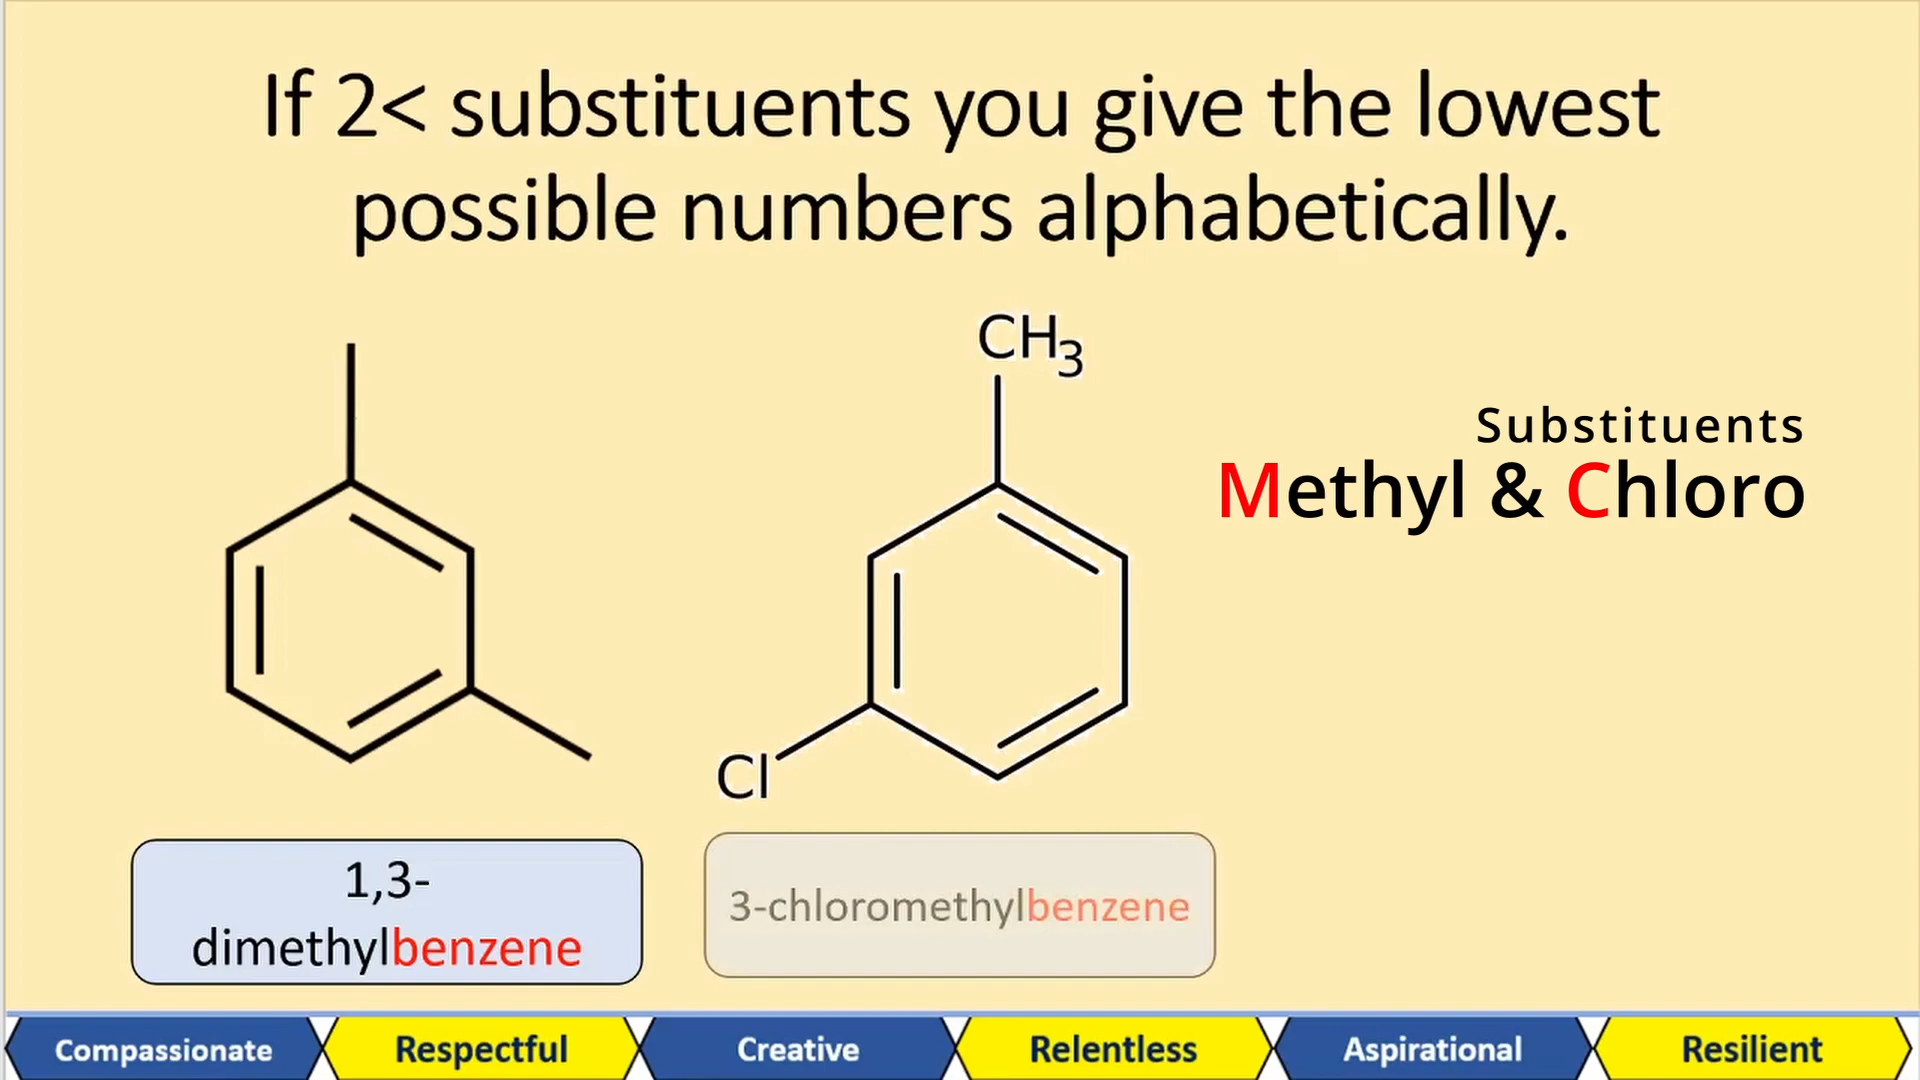 If 2< substituents you give the lowest
possible numbers alphabetically.
CH3
Substituents
Methyl & Chloro
Cl
1,3-
dimethylbenzene
3-chloromethylbenzene
Compassionate Respectful Creative Relentless Aspirational Resilient